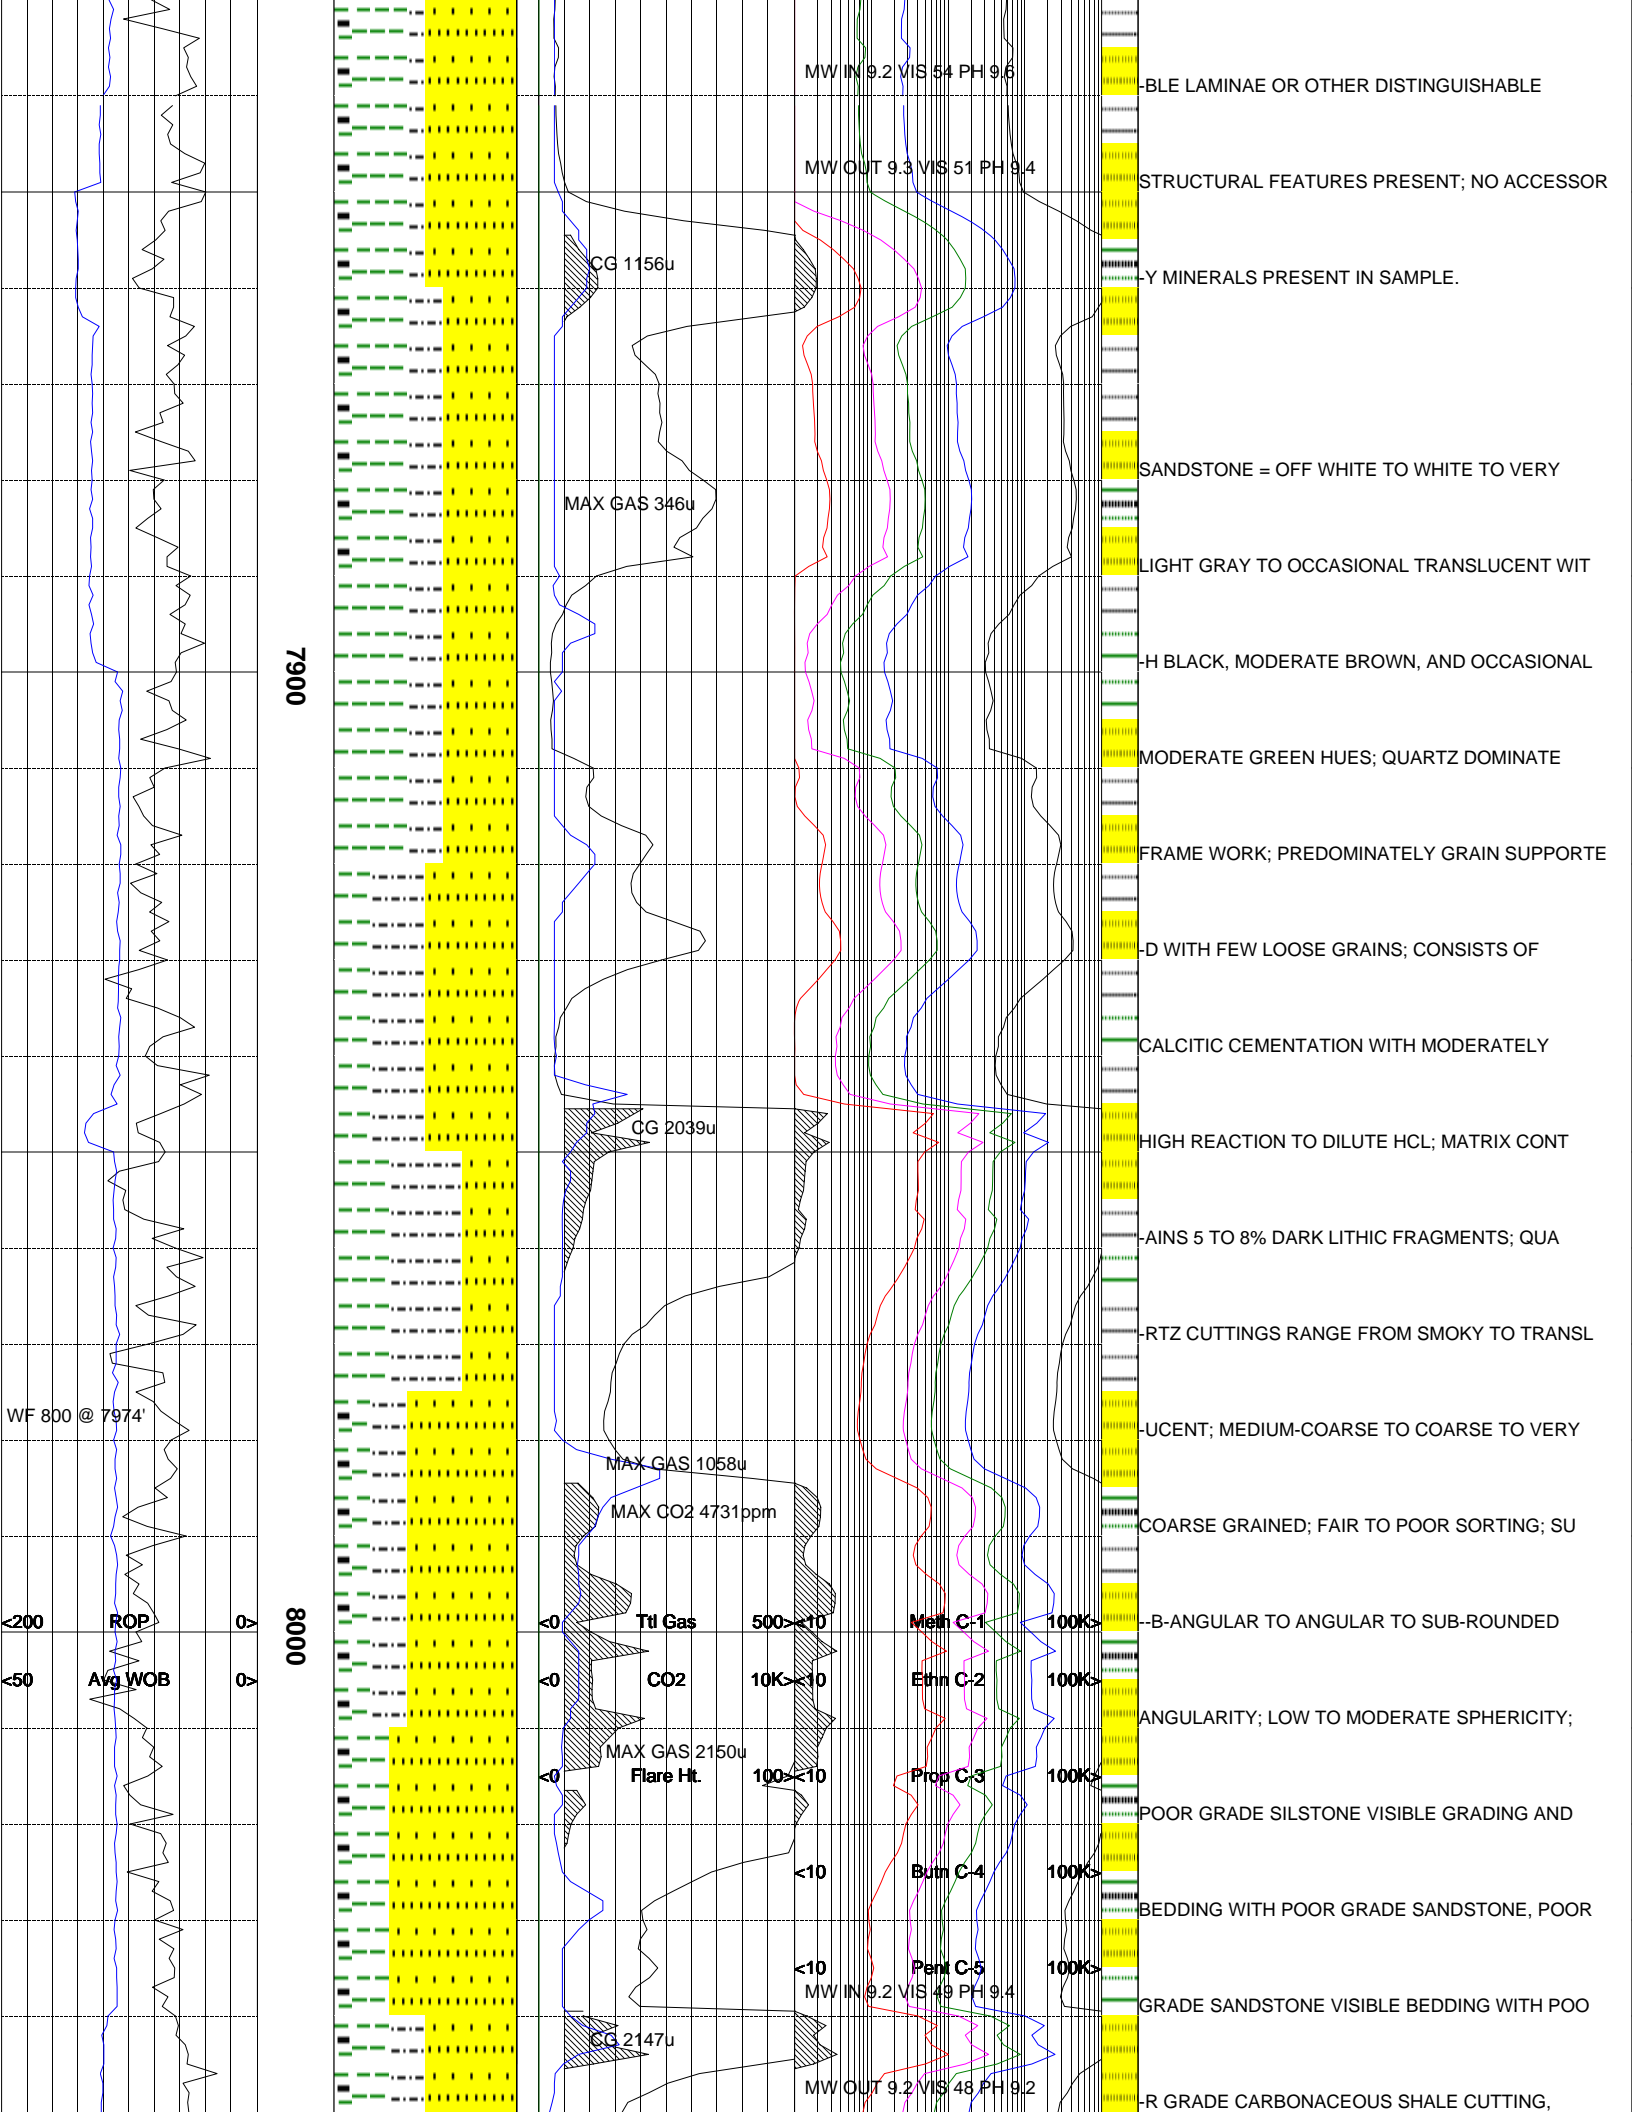 MW IN 9.2 VIS 54 PH 9.6
-BLE LAMINAE OR OTHER DISTINGUISHABLE
MW OUT 9.3 VIS 51 PH 9.4
STRUCTURAL FEATURES PRESENT; NO ACCESSOR
CG 1156u
-Y MINERALS PRESENT IN SAMPLE.
SANDSTONE = OFF WHITE TO WHITE TO VERY
MAX GAS 346u
LIGHT GRAY TO OCCASIONAL TRANSLUCENT WIT
7900
-H BLACK, MODERATE BROWN, AND OCCASIONAL
MODERATE GREEN HUES; QUARTZ DOMINATE
FRAME WORK; PREDOMINATELY GRAIN SUPPORTE
-D WITH FEW LOOSE GRAINS; CONSISTS OF
CALCITIC CEMENTATION WITH MODERATELY
CG 2039u
HIGH REACTION TO DILUTE HCL; MATRIX CONT
-AINS 5 TO 8% DARK LITHIC FRAGMENTS; QUA
-RTZ CUTTINGS RANGE FROM SMOKY TO TRANSL
WF 800 @ 7974'
-UCENT; MEDIUM-COARSE TO COARSE TO VERY
MAX GAS 1058u
MAX CO2 4731ppm
COARSE GRAINED; FAIR TO POOR SORTING; SU
8000
<200 ROP 0> <0 Ttl Gas 500> <10 Meth C-1 100K>
--B-ANGULAR TO ANGULAR TO SUB-ROUNDED
<50 Avg WOB 0> <0 CO2 10K> <10 Ethn C-2 100K>
ANGULARITY; LOW TO MODERATE SPHERICITY;
MAX GAS 2150u
<0 Flare Ht. 100> <10 Prop C-3 100K>
POOR GRADE SILSTONE VISIBLE GRADING AND
<10 Butn C-4 100K>
BEDDING WITH POOR GRADE SANDSTONE, POOR
<10 Pent C-5 100K>
MW IN 9.2 VIS 49 PH 9.4
GRADE SANDSTONE VISIBLE BEDDING WITH POO
CG 2147u
MW OUT 9.2 VIS 48 PH 9.2
-R GRADE CARBONACEOUS SHALE CUTTING,